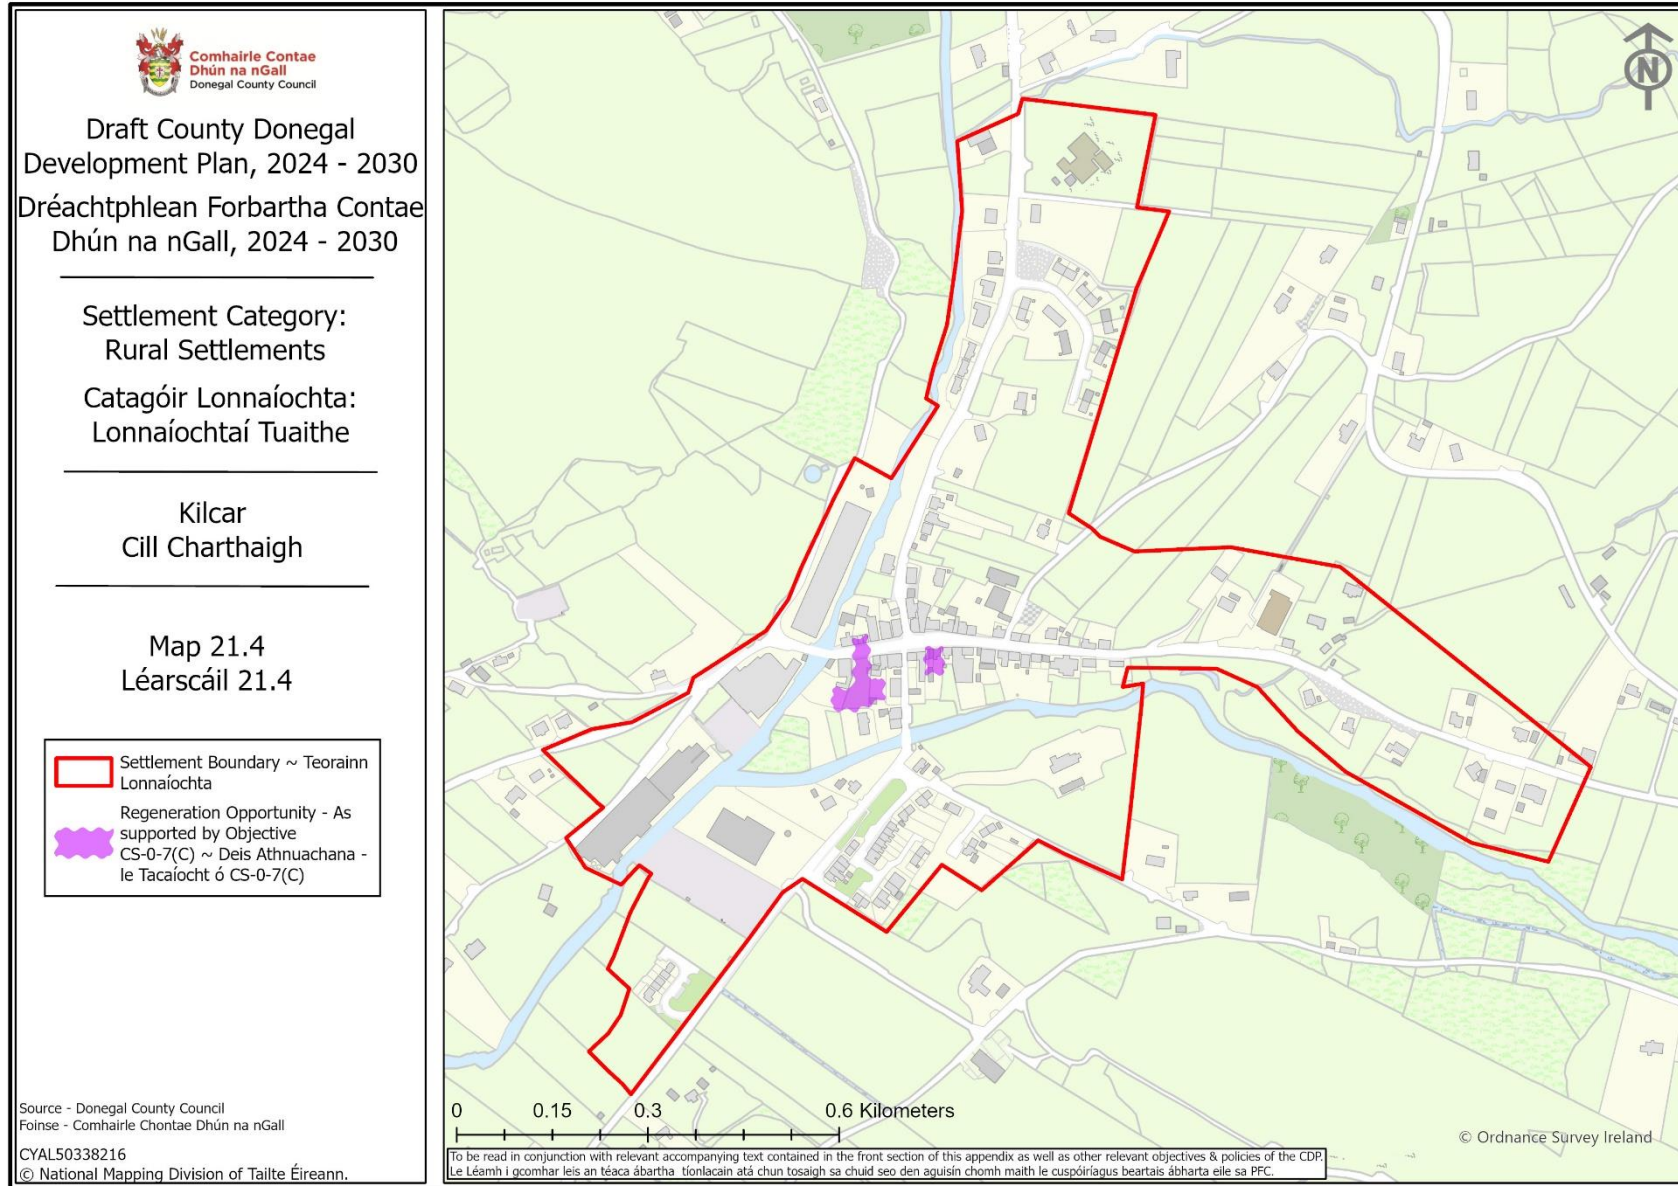 Comhairle Contae
Dhún na nGall
Donegal County Council
Draft County Donegal
Development Plan, 2024 - 2030
Dréachtphlean Forbartha Contae
Dhún na nGall, 2024 - 2030
Settlement Category:
Rural Settlements
Catagóir Lonnaíochta:
Lonnaíochtaí Tuaithe
Kilcar
Cill Charthaigh
Map 21.4
Léarscáil 21.4
Settlement Boundary ~ Teorainn
Lonnaíochta
Regeneration Opportunity - As
supported by Objective
CS-0-7(C) ~ Deis Athnuachana -
le Tacaíocht ó CS-0-7(C)
Source - Donegal County Council
Foinse - Comhairle Chontae Dhún na nGall
CYAL50338216
© National Mapping Division of Tailte Éireann.
N
0 0.15 0.3 0.6 Kilometers
© Ordnance Survey Ireland
To be read in conjunction with relevant accompanying text contained in the front section of this appendix as well as other relevant objectives & policies of the CDP.
Le Léamh i gcomhar leis an téaca ábartha tíonlacain atá chun tosaigh sa chuid seo den aguisín chomh maith le cuspóiríagus beartais ábharta eile sa PFC.